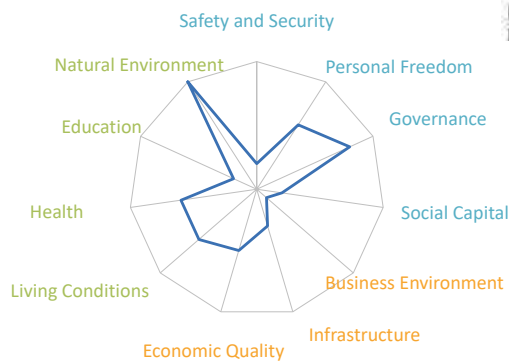 Safety and Security
Natural Environment
Personal Freedom
Education
Governance
Health
Social Capital
Living Conditions
Business Environment
Infrastructure
Economic Quality